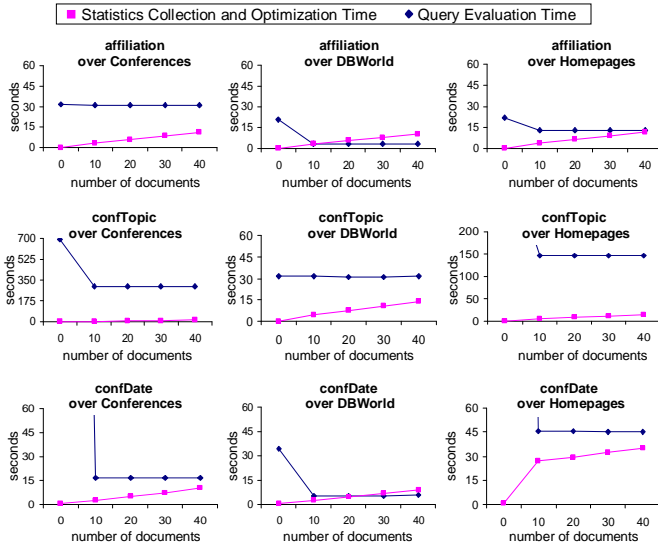 Statistics Collection and Optimization Time Query Evaluation Time
affiliation
over Conferences
60
45
30
15
0
seconds
0 10 20 30 40
number of documents
affiliation
over DBWorld
60
45
30
15
0
seconds
0 10 20 30 40
number of documents
affiliation
over Homepages
60
45
30
15
0
seconds
0 10 20 30 40
number of documents
confTopic
over Conferences
700
575
300
175
0
seconds
0 10 20 30 40
number of documents
confTopic
over DBWorld
60
45
30
15
0
seconds
0 10 20 30 40
number of documents
confTopic
over Homepages
200
150
100
50
0
seconds
0 10 20 30 40
number of documents
confDate
over Conferences
60
45
30
15
0
seconds
0 10 20 30 40
number of documents
confDate
over DBWorld
60
45
30
15
0
seconds
0 10 20 30 40
number of documents
confDate
over Homepages
60
45
30
15
0
seconds
0 10 20 30 40
number of documents